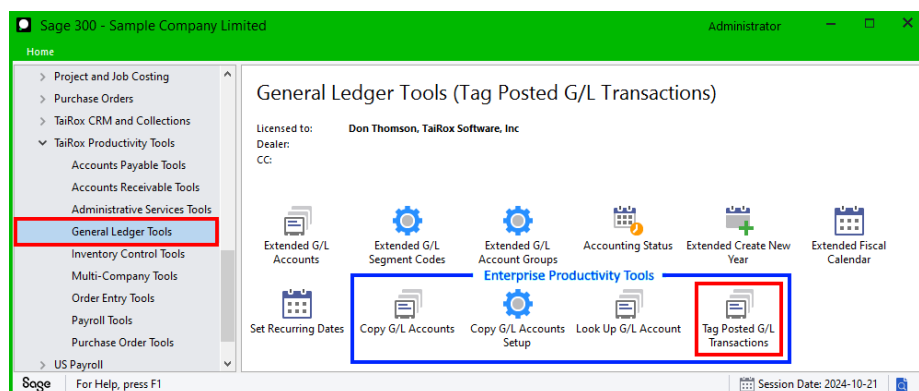 Sage 300 - Sample Company Limited
Administrator
Home
Project and Job Costing
Purchase Orders
TaiRox CRM and Collections
TaiRox Productivity Tools
Accounts Payable Tools
Accounts Receivable Tools
Administrative Services Tools
General Ledger Tools
Inventory Control Tools
Multi-Company Tools
Order Entry Tools
Payroll Tools
Purchase Order Tools
US Payroll
General Ledger Tools (Tag Posted G/L Transactions)
Licensed to: Don Thomson, TaiRox Software, Inc
Dealer:
CC:
Extended G/L
Accounts
Extended G/L
Segment Codes
Extended G/L
Account Groups
Accounting Status
Extended Create New
Year
Extended Fiscal
Calendar
Enterprise Productivity Tools
Set Recurring Dates
Copy G/L Accounts
Copy G/L Accounts
Setup
Look Up G/L Account
Tag Posted G/L
Transactions
Sage
For Help, press F1
Session Date: 2024-10-21